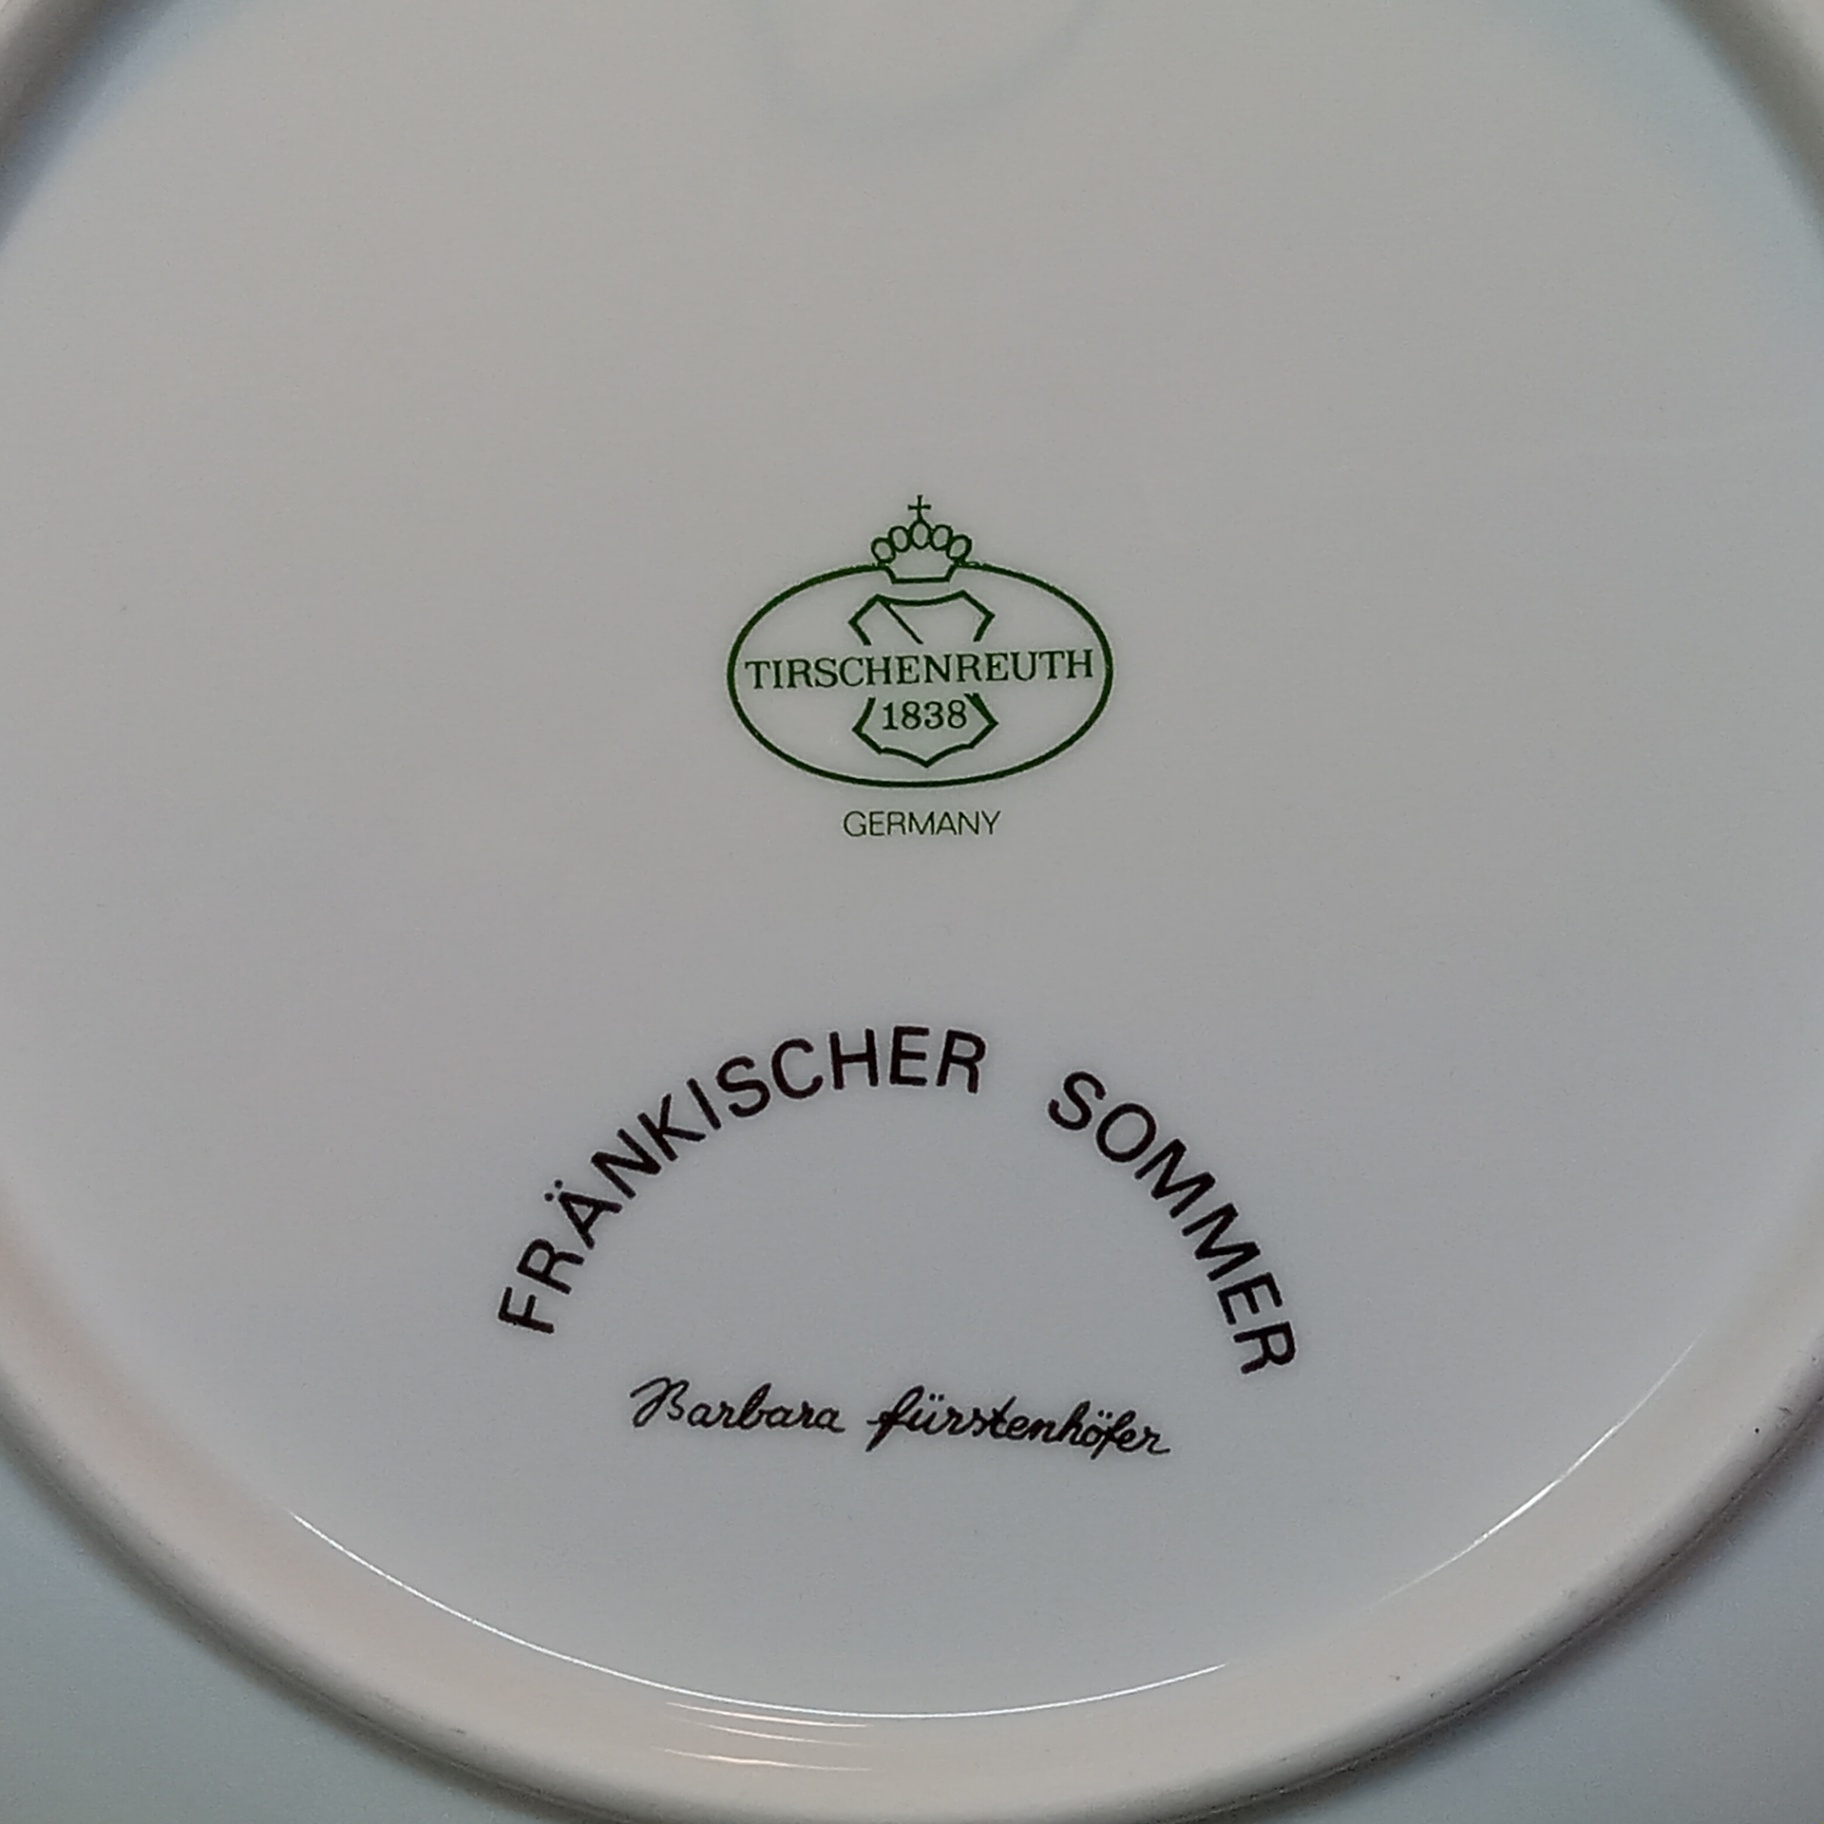 TIRSCHENREUTH
1838
GERMANY
FRÄNKISCHER SOMMER
Barbara fürstenhöfer